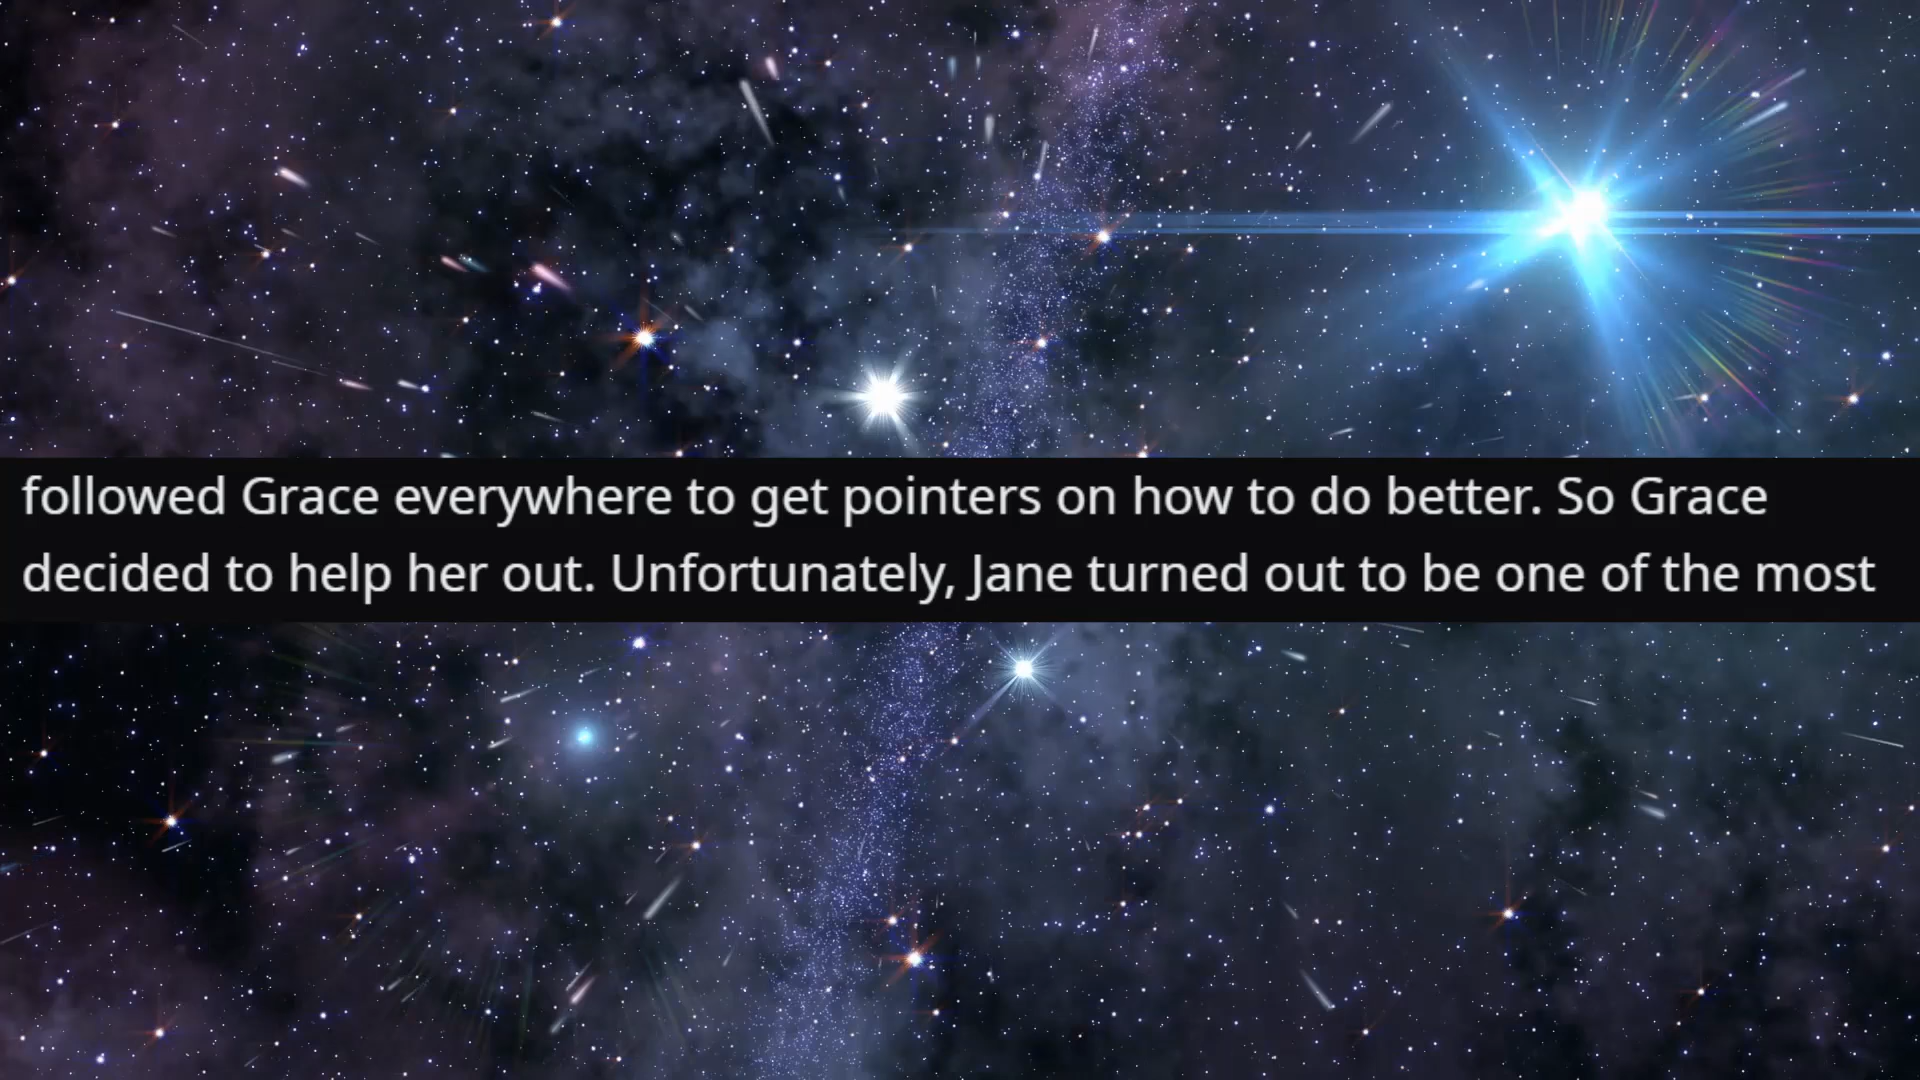 followed Grace everywhere to get pointers on how to do better. So Grace
decided to help her out. Unfortunately, Jane turned out to be one of the most